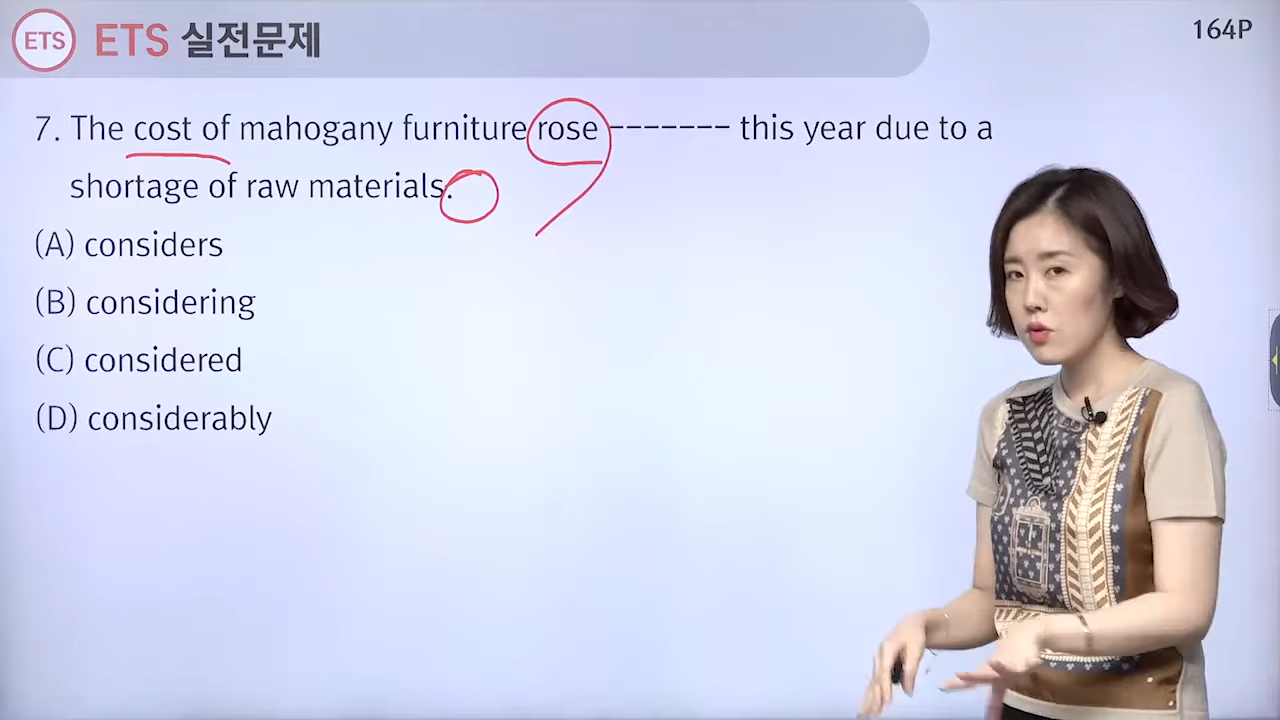 ETS ETS 실전문제
164P
7. The cost of mahogany furniture rose ------- this year due to a
shortage of raw materials.
(A) considers
(B) considering
(C) considered
(D) considerably